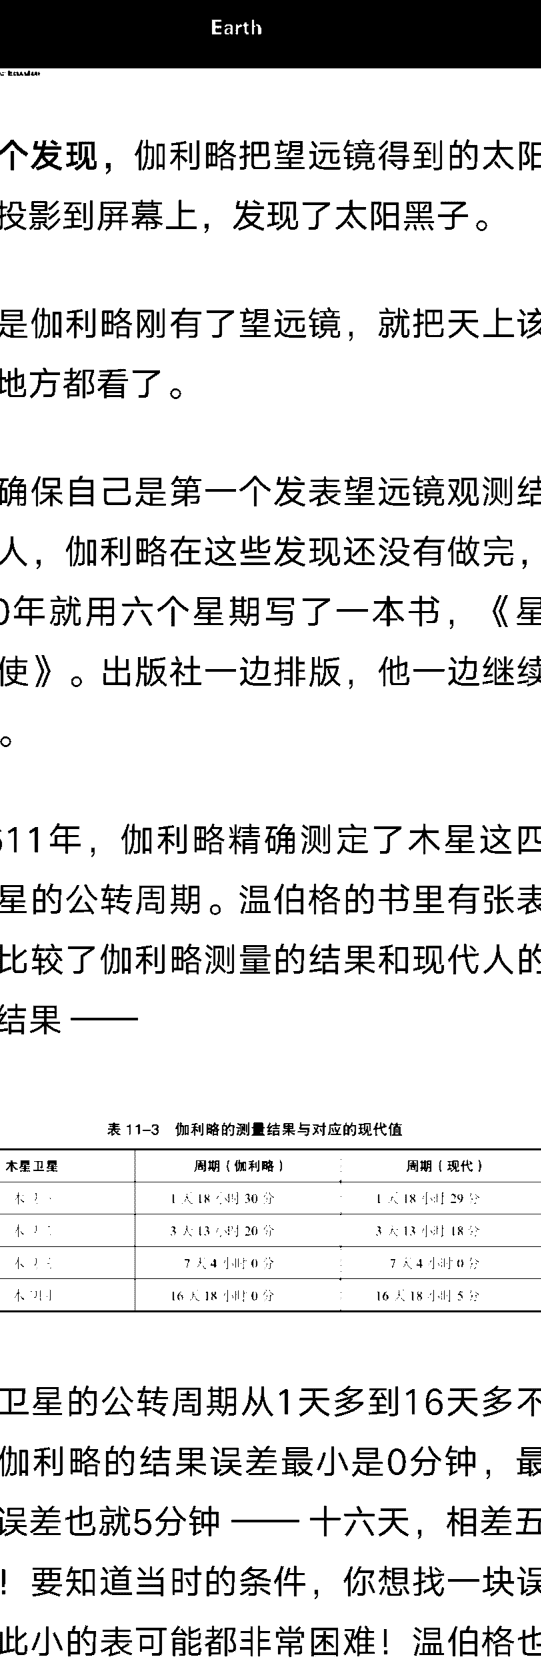 Earth
个发现，伽利略把望远镜得到的太阳
投影到屏幕上，发现了太阳黑子。
是伽利略刚有了望远镜，就把天上该
地方都看了。
确保自己是第一个发表望远镜观测结
人，伽利略在这些发现还没有做完，
0年就用六个星期写了一本书，《星
使》。出版社一边排版，他一边继续
。
611年，伽利略精确测定了木星这四
星的公转周期。温伯格的书里有张表
比较了伽利略测量的结果和现代人的
结果 ——
表 11–3 伽利略的测量结果与对应的现代值
木星卫星 周期（伽利略） 周期（现代）
1 天 18 小时 30 分 1 天 18 小时 29 分
3 天 13 小时 20 分 3 天 13 小时 18 分
7 天 4 小时 0 分 7 天 4 小时 0 分
16 天 18 小时 0 分 16 天 18 小时 5 分
卫星的公转周期从1天多到16天多不
伽利略的结果误差最小是0分钟，最
误差也就5分钟 —— 十六天，相差五
！要知道当时的条件，你想找一块误
此小的表可能都非常困难！温伯格也